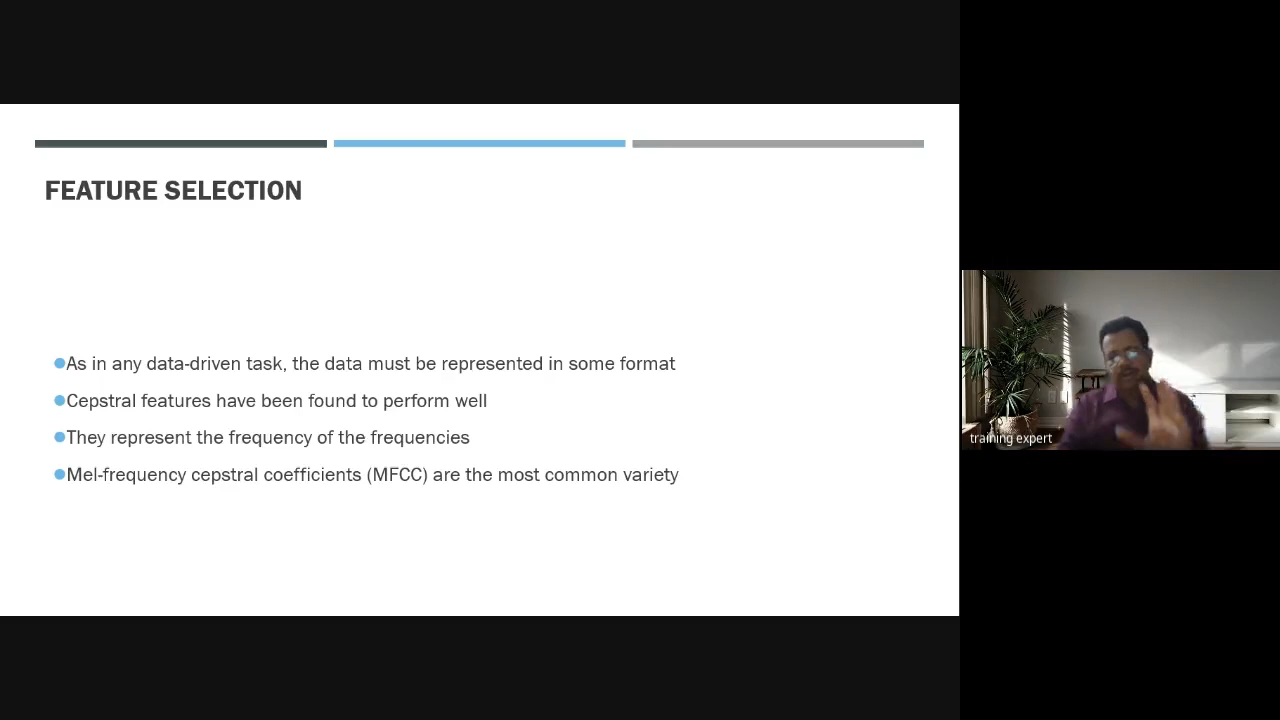 FEATURE SELECTION
As in any data-driven task, the data must be represented in some format
Cepstral features have been found to perform well
They represent the frequency of the frequencies
Mel-frequency cepstral coefficients (MFCC) are the most common variety
training expert